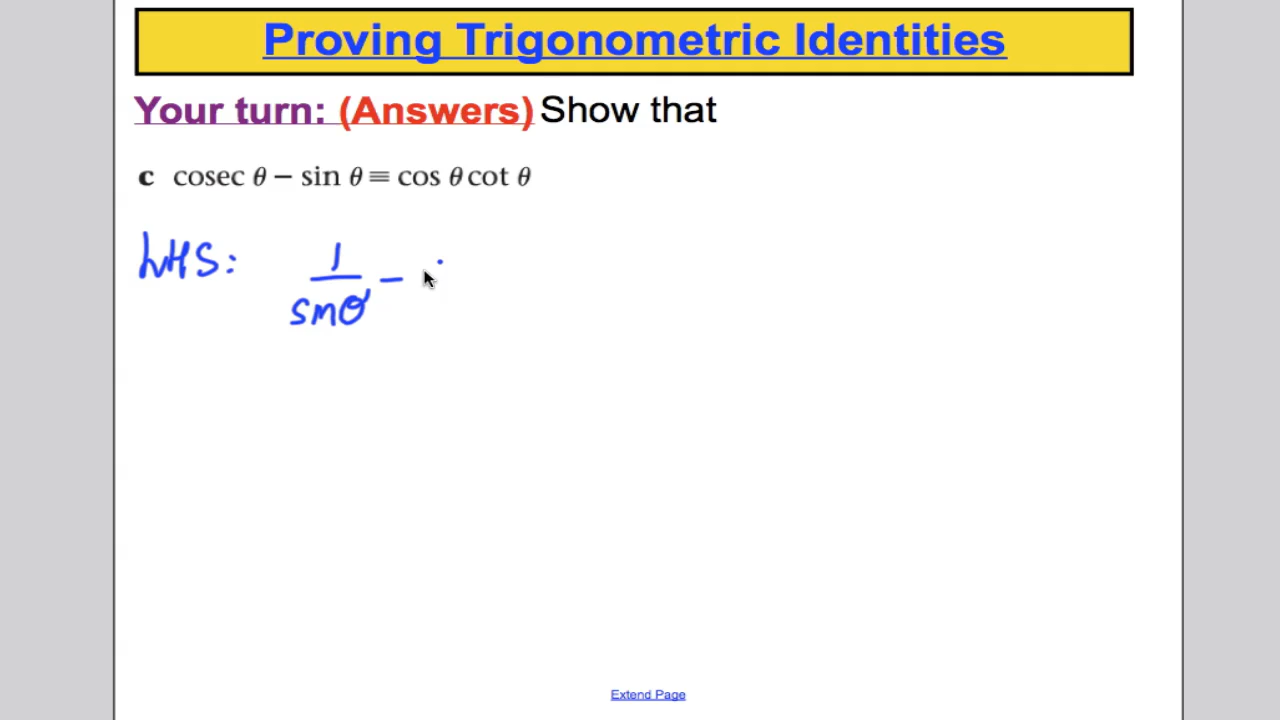 Proving Trigonometric Identities
Your turn: (Answers) Show that
c cosec θ − sin θ ≡ cos θ cot θ
LHS: 1/sinθ −
Extend Page